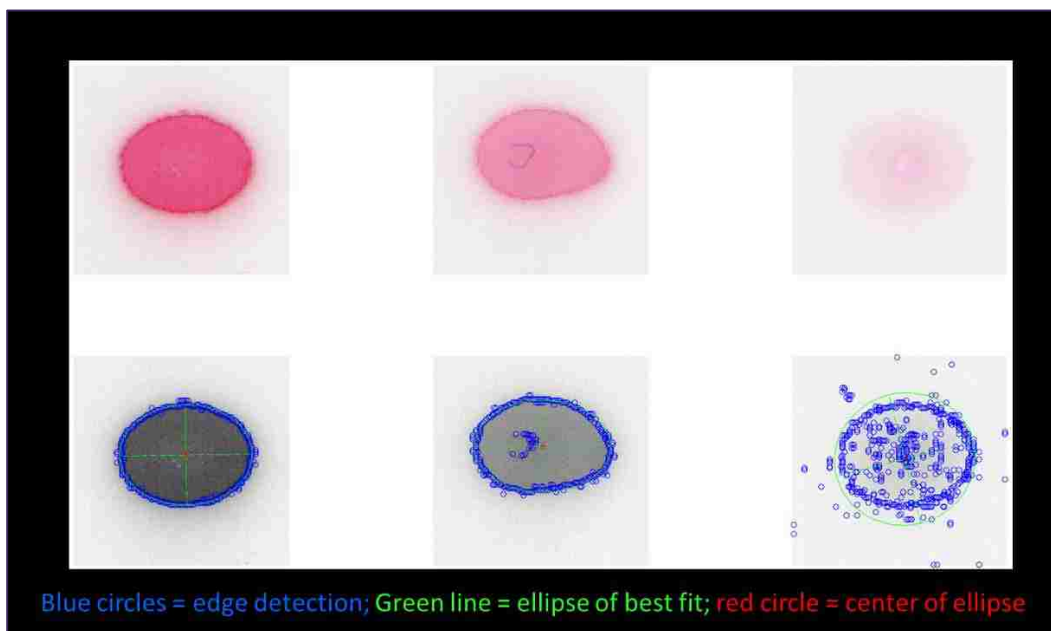 Blue circles = edge detection; Green line = ellipse of best fit; red circle = center of ellipse